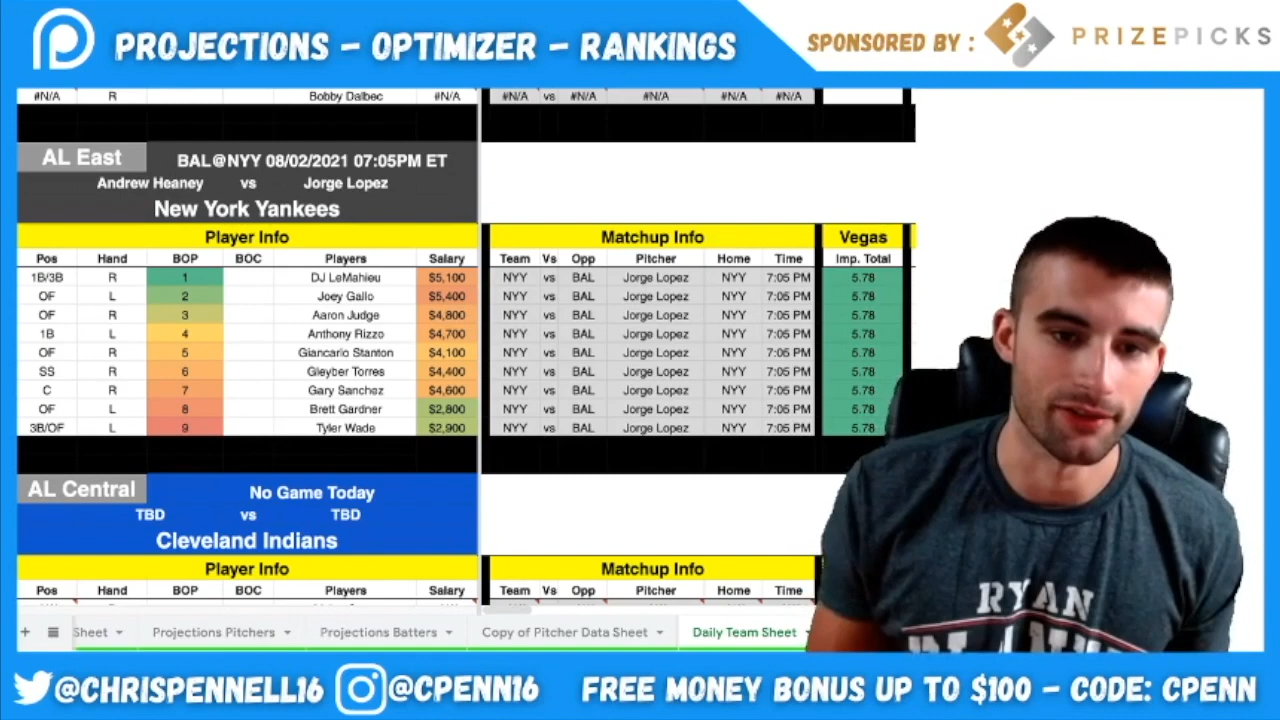 PROJECTIONS - OPTIMIZER - RANKINGS
SPONSORED BY : PRIZEPICKS
#N/A R Bobby Dalbec #N/A #N/A vs #N/A #N/A #N/A #N/A
AL East BAL@NYY 08/02/2021 07:05PM ET
Andrew Heaney vs Jorge Lopez
New York Yankees
Player Info Matchup Info Vegas
Pos Hand BOP BOC Players Salary Team Vs Opp Pitcher Home Time Imp. Total
1B/3B R 1 DJ LeMahieu $5,100 NYY vs BAL Jorge Lopez NYY 7:05 PM 5.78
OF L 2 Joey Gallo $5,400 NYY vs BAL Jorge Lopez NYY 7:05 PM 5.78
OF R 3 Aaron Judge $4,800 NYY vs BAL Jorge Lopez NYY 7:05 PM 5.78
1B L 4 Anthony Rizzo $4,700 NYY vs BAL Jorge Lopez NYY 7:05 PM 5.78
OF R 5 Giancarlo Stanton $4,100 NYY vs BAL Jorge Lopez NYY 7:05 PM 5.78
SS R 6 Gleyber Torres $4,400 NYY vs BAL Jorge Lopez NYY 7:05 PM 5.78
C R 7 Gary Sanchez $4,600 NYY vs BAL Jorge Lopez NYY 7:05 PM 5.78
OF L 8 Brett Gardner $2,800 NYY vs BAL Jorge Lopez NYY 7:05 PM 5.78
3B/OF L 9 Tyler Wade $2,900 NYY vs BAL Jorge Lopez NYY 7:05 PM 5.78
AL Central No Game Today
TBD vs TBD
Cleveland Indians
Player Info Matchup Info
Pos Hand BOP BOC Players Salary Team Vs Opp Pitcher Home Time
RYAN
Sheet Projections Pitchers Projections Batters Copy of Pitcher Data Sheet Daily Team Sheet
@CHRISPENNELL16 @CPENN16 FREE MONEY BONUS UP TO $100 - CODE: CPENN